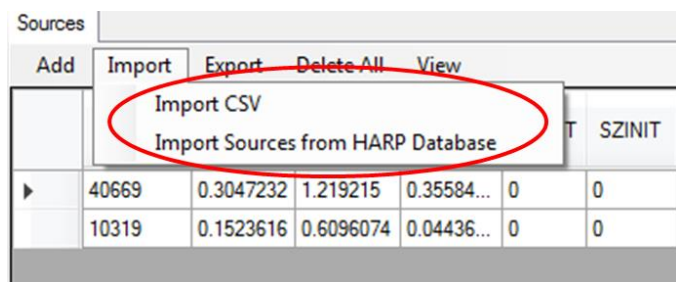 Sources
Add Import Export Delete All View
Import CSV
T SZINIT
Import Sources from HARP Database
40669 0.3047232 1.219215 0.35584... 0 0
10319 0.1523616 0.6096074 0.04436... 0 0